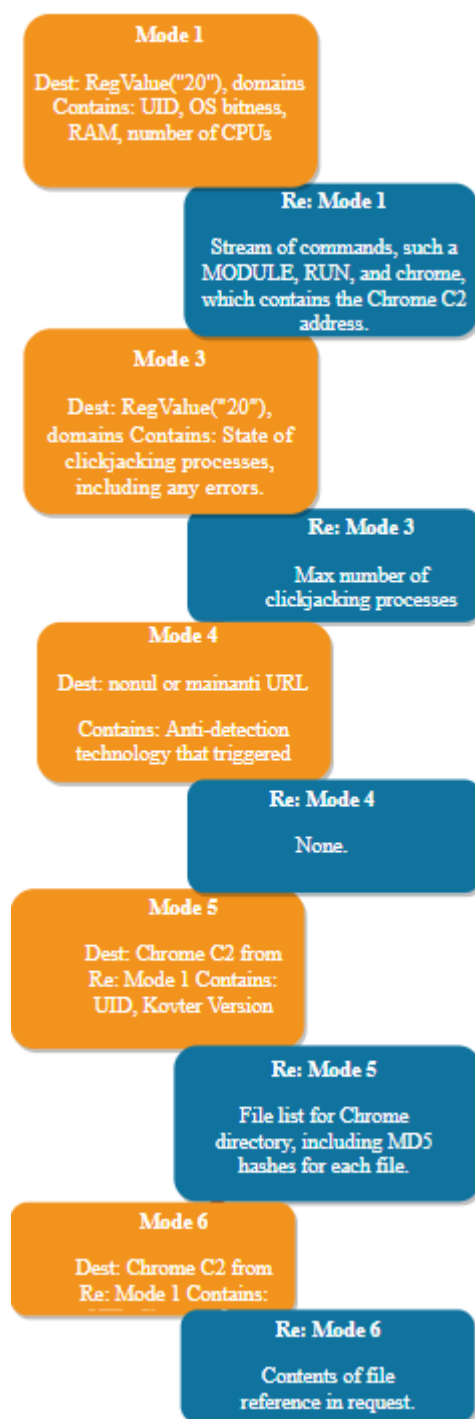 Mode 1
Dest: RegValue("20"), domains
Contains: UID, OS bitness,
RAM, number of CPUs
Re: Mode 1
Stream of commands, such a
MODULE, RUN, and chrome,
which contains the Chrome C2
address.
Mode 3
Dest: RegValue("20"),
domains Contains: State of
clickjacking processes,
including any errors.
Re: Mode 3
Max number of
clickjacking processes
Mode 4
Dest: nonul or mainanti URL
Contains: Anti-detection
technology that triggered
Re: Mode 4
None.
Mode 5
Dest: Chrome C2 from
Re: Mode 1 Contains:
UID, Kovter Version
Re: Mode 5
File list for Chrome
directory, including MD5
hashes for each file.
Mode 6
Dest: Chrome C2 from
Re: Mode 1 Contains:
Re: Mode 6
Contents of file
reference in request.